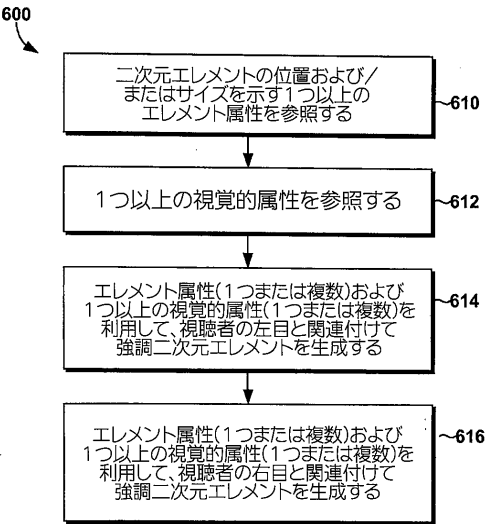 600
二次元エレメントの位置および/
またはサイズを示す1つ以上の
エレメント属性を参照する
610
1つ以上の視覚的属性を参照する
612
エレメント属性(1つまたは複数)および
1つ以上の視覚的属性(1つまたは複数)を
利用して、視聴者の左目と関連付けて
強調二次元エレメントを生成する
614
エレメント属性(1つまたは複数)および
1つ以上の視覚的属性(1つまたは複数)を
利用して、視聴者の右目と関連付けて
強調二次元エレメントを生成する
616